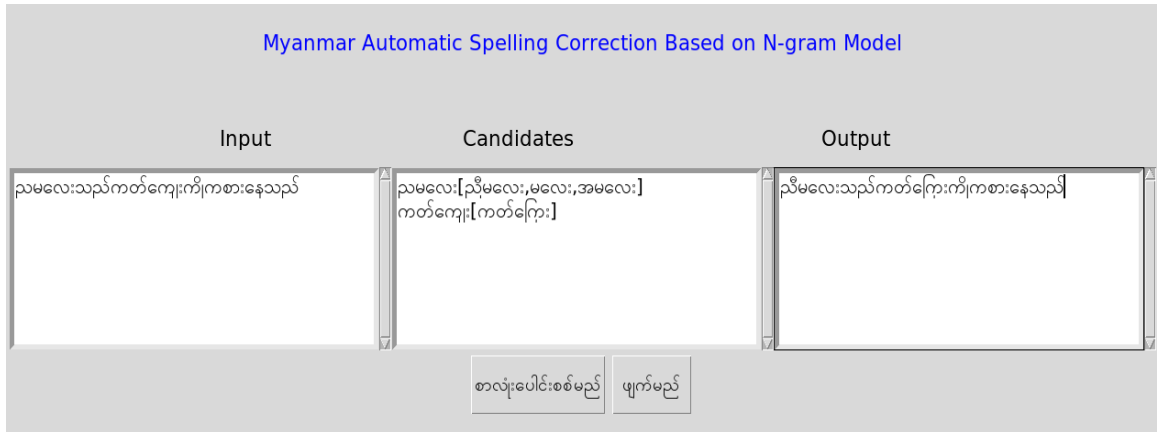 Myanmar Automatic Spelling Correction Based on N-gram Model
Input
Candidates
Output
ညမလေးသည်ကတ်ကျေးကိုကစားနေသည်
ညမလေး[ညီမလေး,မလေး,အမလေး]
ကတ်ကျေး[ကတ်ကြေး]
ညီမလေးသည်ကတ်ကြေးကိုကစားနေသည်
စာလုံးပေါင်းစစ်မည်
ဖျက်မည်